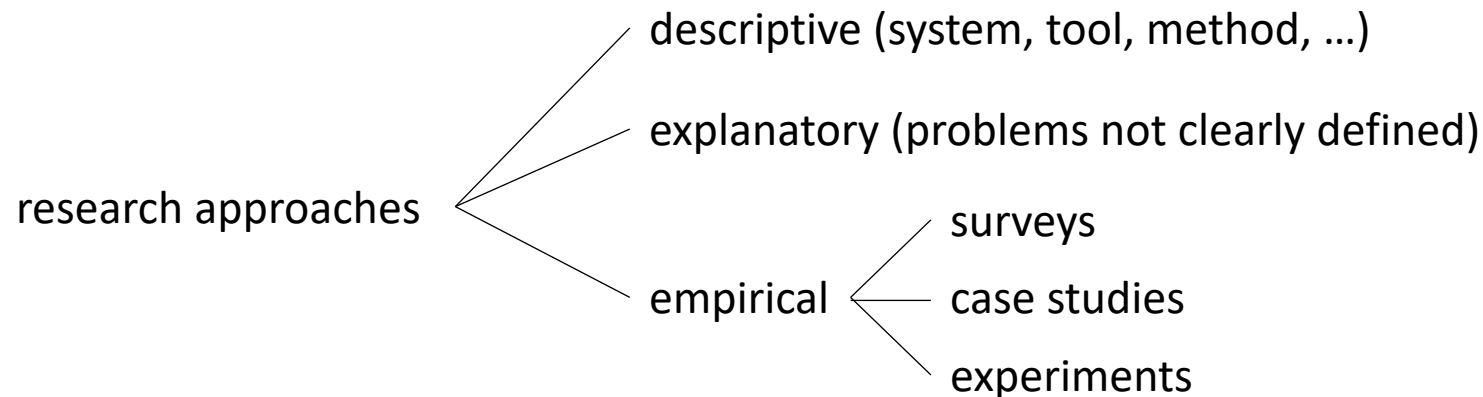 descriptive (system, tool, method, …)
explanatory (problems not clearly defined)
research approaches
surveys
empirical
case studies
experiments